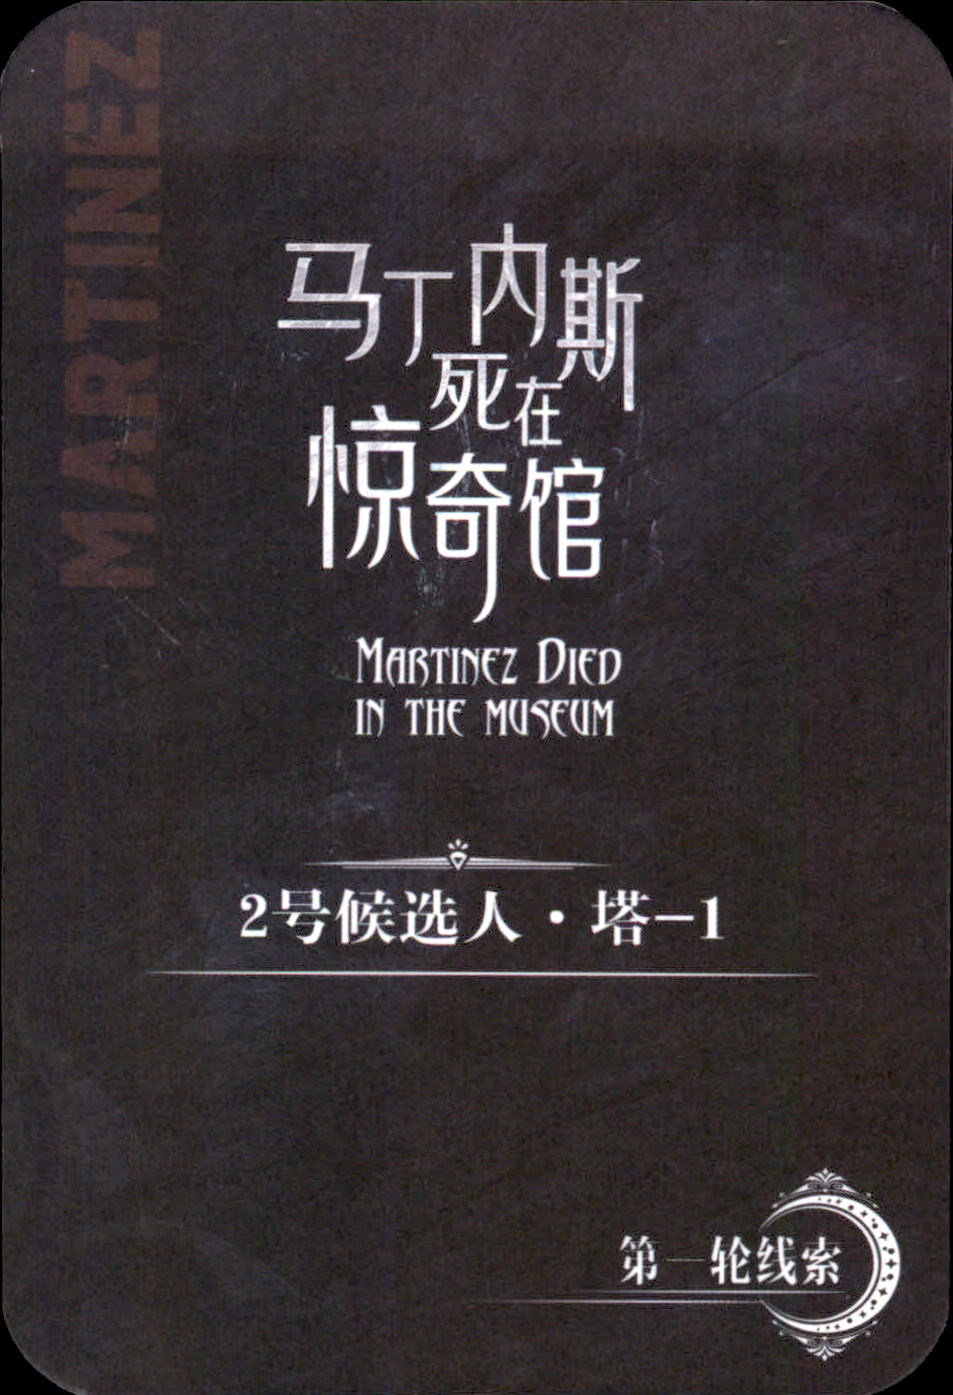 MARTINEZ
马丁内斯
死在
惊奇馆
MARTINEZ DIED
IN THE MUSEUM
2号候选人·塔-1
第一轮线索